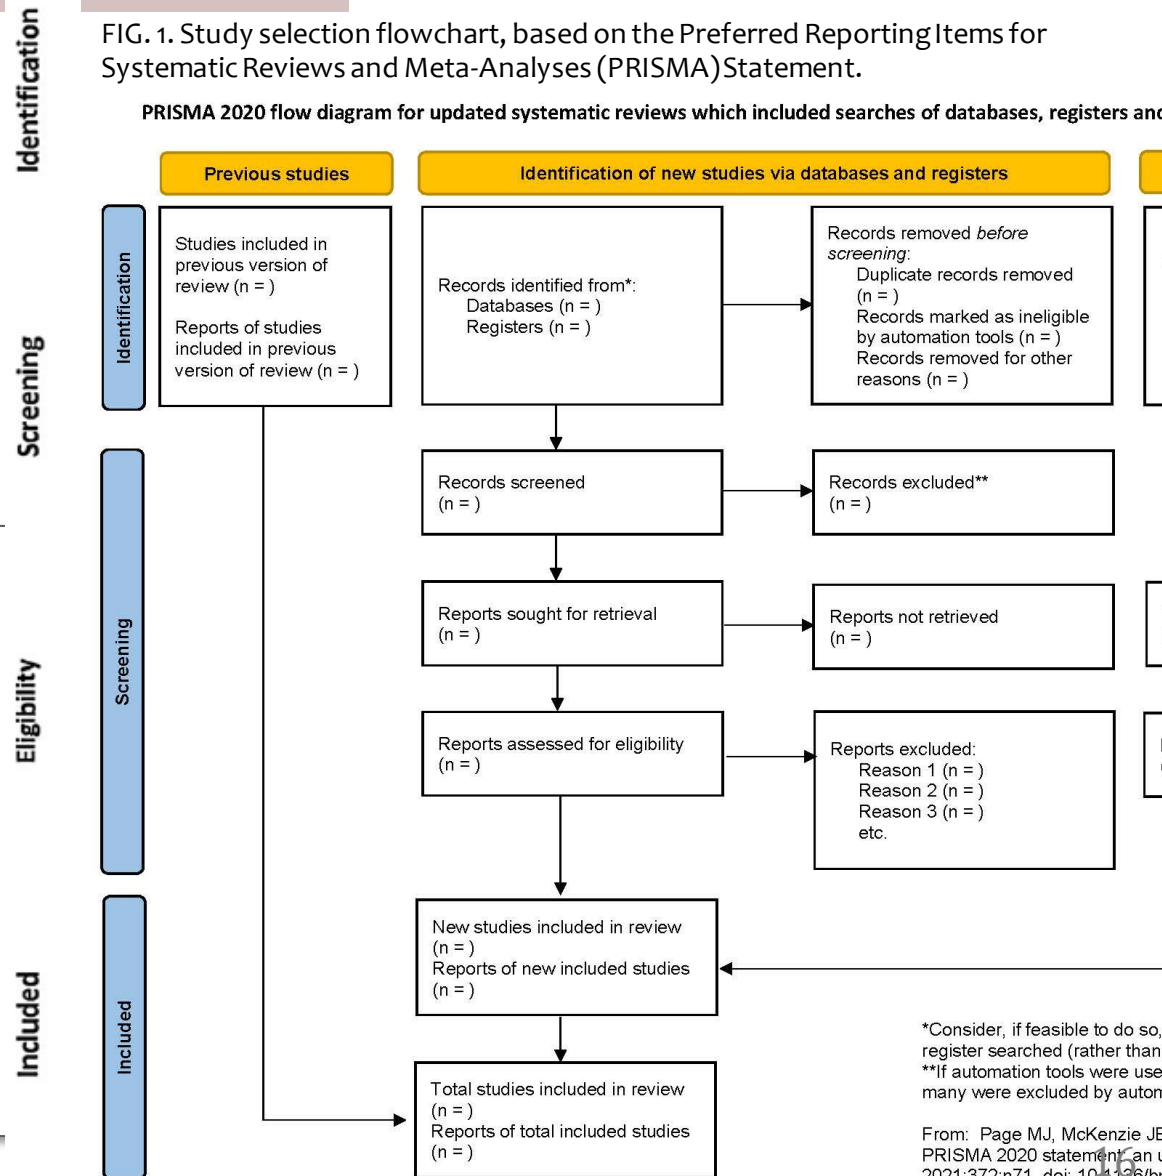 FIG. 1. Study selection flowchart, based on the Preferred Reporting Items for
Systematic Reviews and Meta-Analyses (PRISMA) Statement.
PRISMA 2020 flow diagram for updated systematic reviews which included searches of databases, registers and
Identification
Screening
Eligibility
Included
Previous studies
Identification of new studies via databases and registers
Identification
Studies included in
previous version of
review (n = )
Reports of studies
included in previous
version of review (n = )
Records identified from*:
Databases (n = )
Registers (n = )
Records removed before
screening:
Duplicate records removed
(n = )
Records marked as ineligible
by automation tools (n = )
Records removed for other
reasons (n = )
Screening
Records screened
(n = )
Records excluded**
(n = )
Reports sought for retrieval
(n = )
Reports not retrieved
(n = )
Reports assessed for eligibility
(n = )
Reports excluded:
Reason 1 (n = )
Reason 2 (n = )
Reason 3 (n = )
etc.
Included
New studies included in review
(n = )
Reports of new included studies
(n = )
Total studies included in review
(n = )
Reports of total included studies
(n = )
*Consider, if feasible to do so,
register searched (rather than
**If automation tools were use
many were excluded by autom
From: Page MJ, McKenzie JE
PRISMA 2020 statement: an u
2021;372:n71. doi:
16